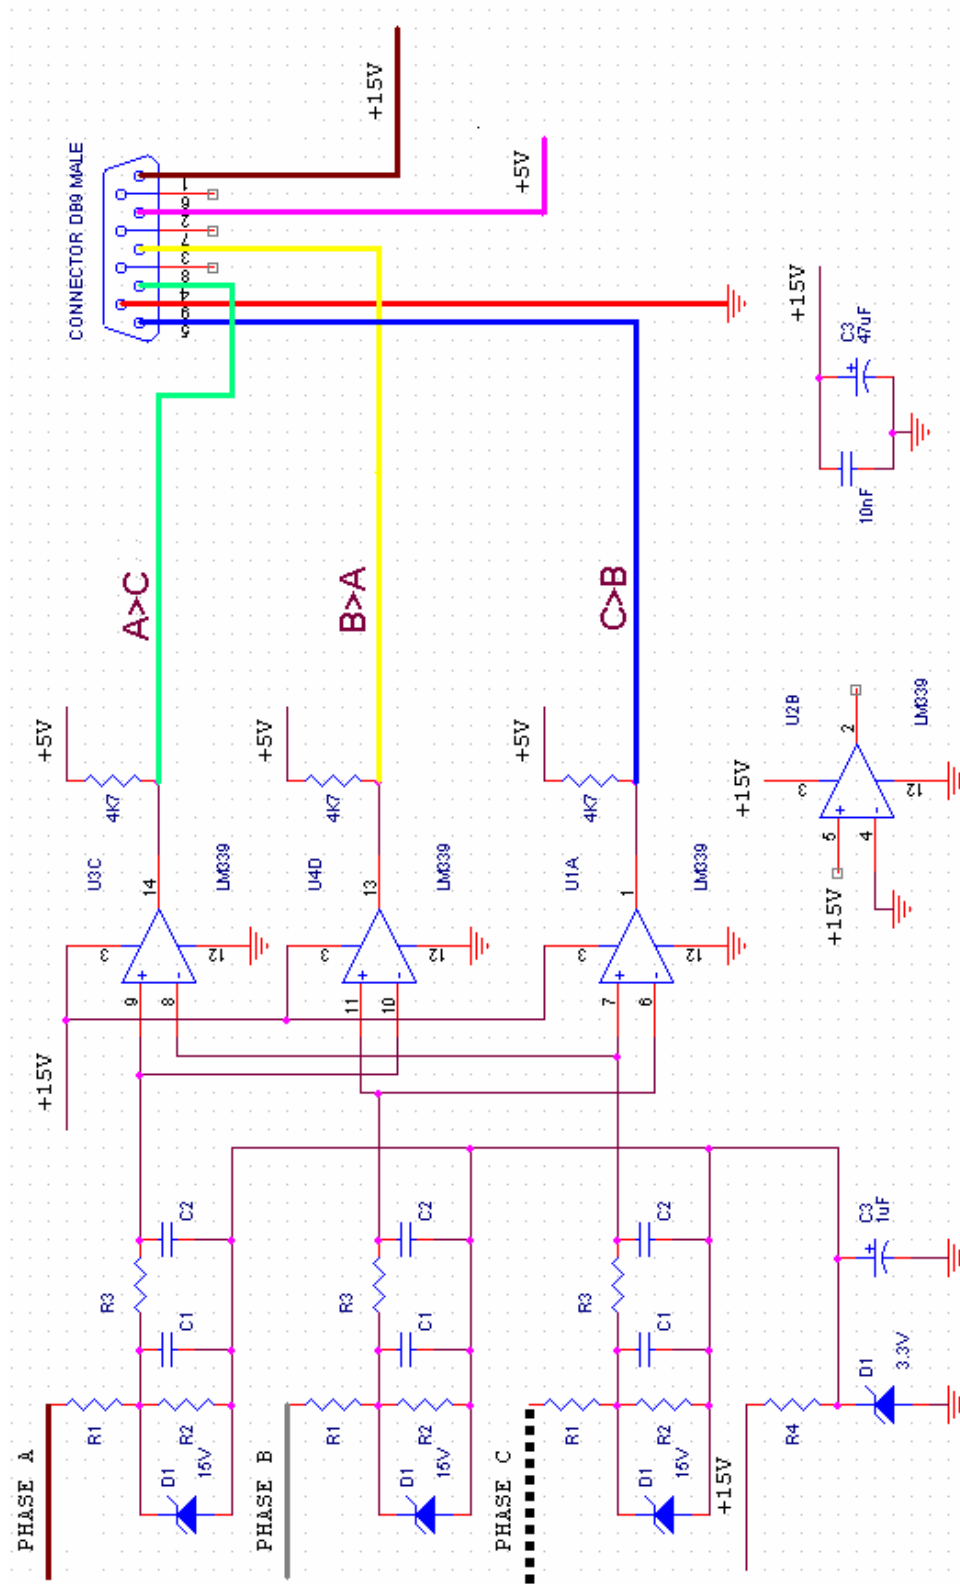 CONNECTOR DB9 MALE
+15V
+5V
1
6
2
7
3
8
4
9
5
A>C
B>A
C>B
+15V
C3
47uF
10nF
+5V
4K7
+5V
4K7
+5V
4K7
U3C
LM339
14
3
12
9
8
+
-
U4D
LM339
13
3
12
11
10
+
-
U1A
LM339
1
3
12
7
6
+
-
U2B
LM339
2
+15V
3
12
5
4
+
-
+15V
+15V
PHASE A
R1
R2
R3
C1
C2
D1
15V
PHASE B
R1
R2
R3
C1
C2
D1
15V
PHASE C
R1
R2
R3
C1
C2
D1
15V
+15V
R4
D1
3.3V
C3
1uF
+
+